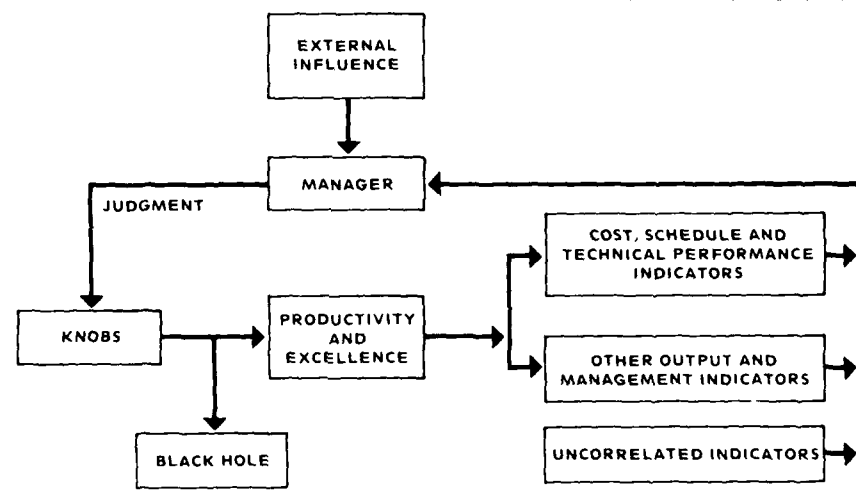 EXTERNAL
INFLUENCE
MANAGER
JUDGMENT
COST, SCHEDULE AND
TECHNICAL PERFORMANCE
INDICATORS
KNOBS
PRODUCTIVITY
AND
EXCELLENCE
OTHER OUTPUT AND
MANAGEMENT INDICATORS
BLACK HOLE
UNCORRELATED INDICATORS